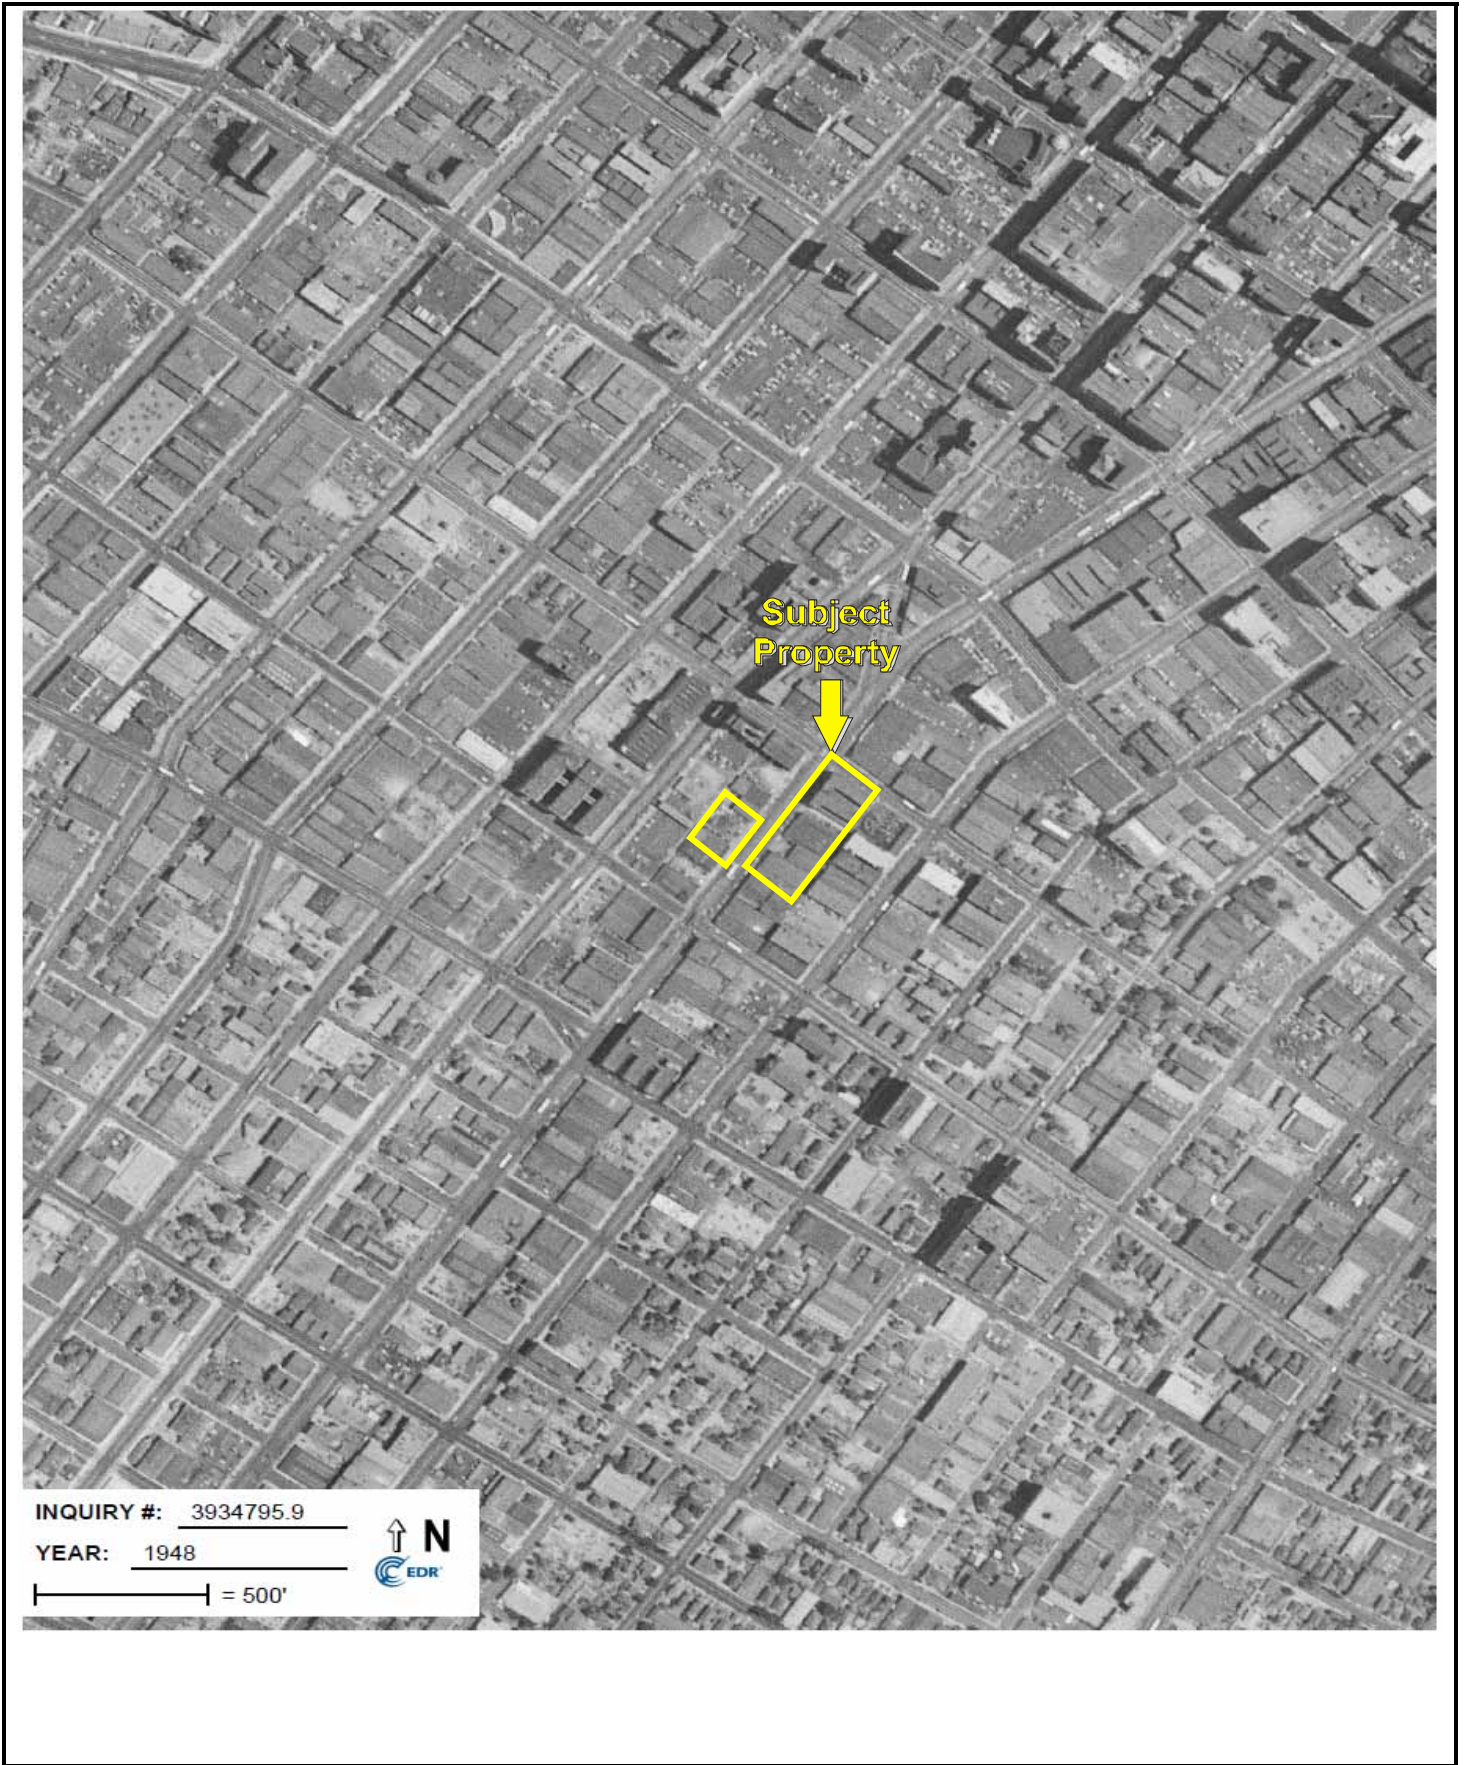 Subject
Property
INQUIRY #: 3934795.9
YEAR: 1948
= 500'
N
EDR